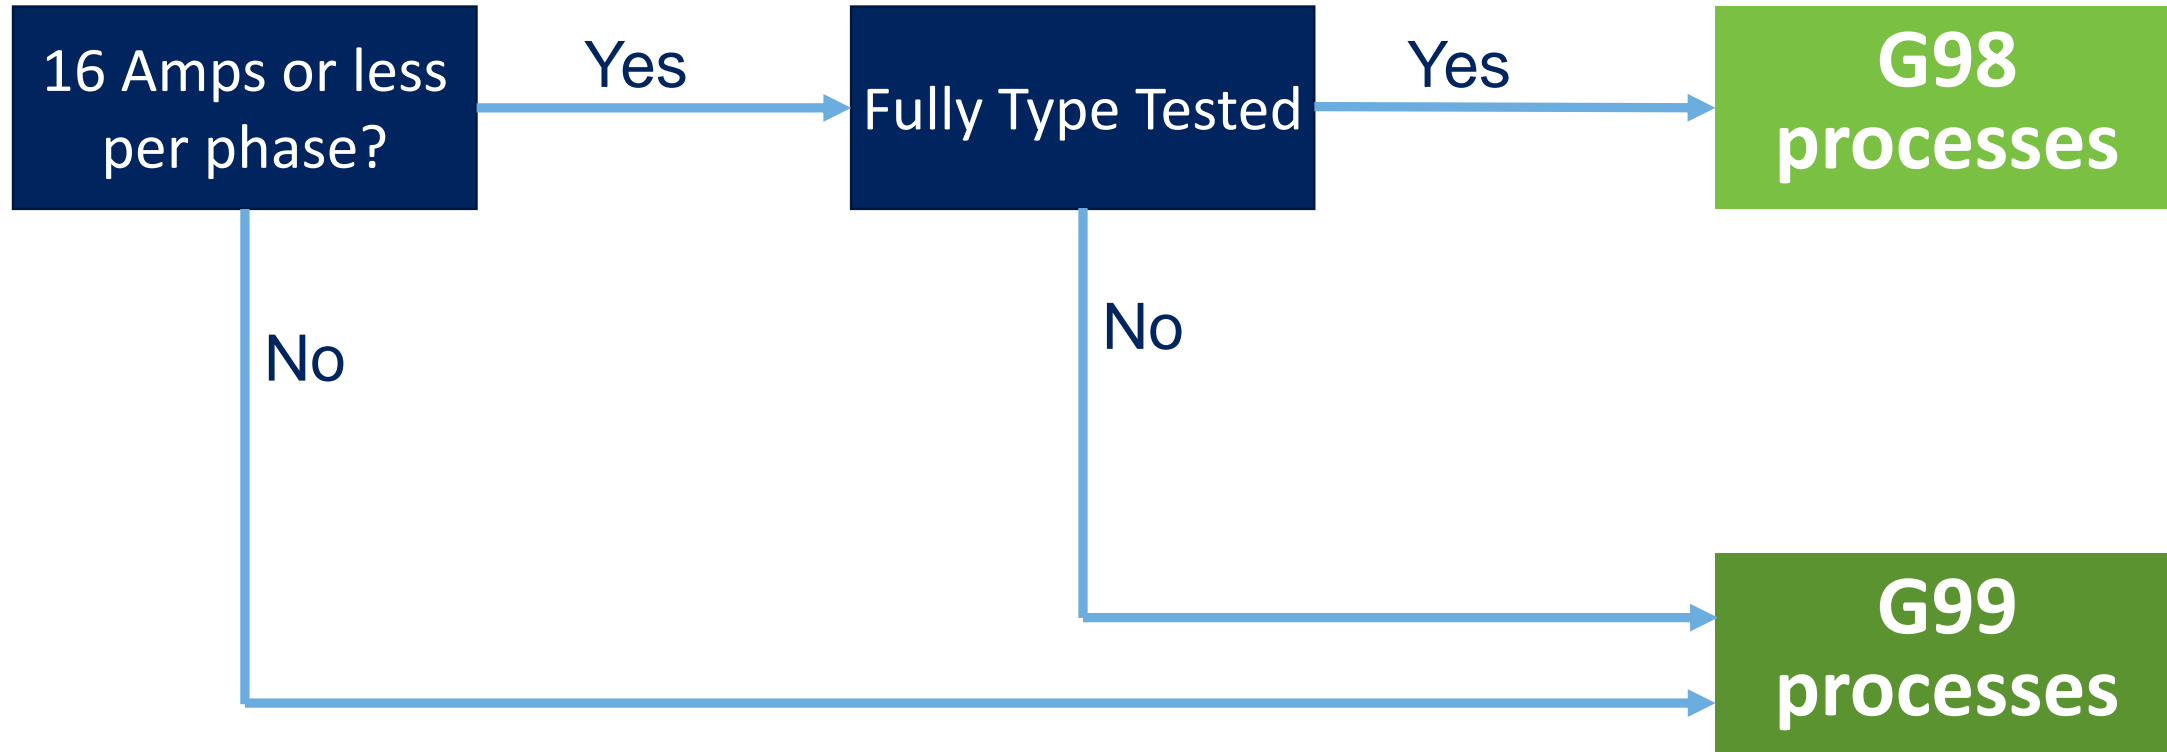 16 Amps or less
per phase?
Yes
Fully Type Tested
Yes
G98
processes
No
No
G99
processes